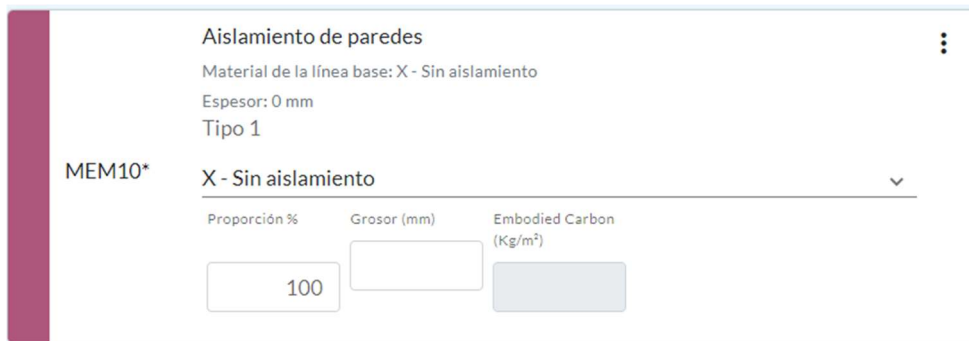 Aislamiento de paredes
Material de la línea base: X - Sin aislamiento
Espesor: 0 mm
Tipo 1
MEM10*
X - Sin aislamiento
Proporción %
Grosor (mm)
Embodied Carbon
(Kg/m²)
100